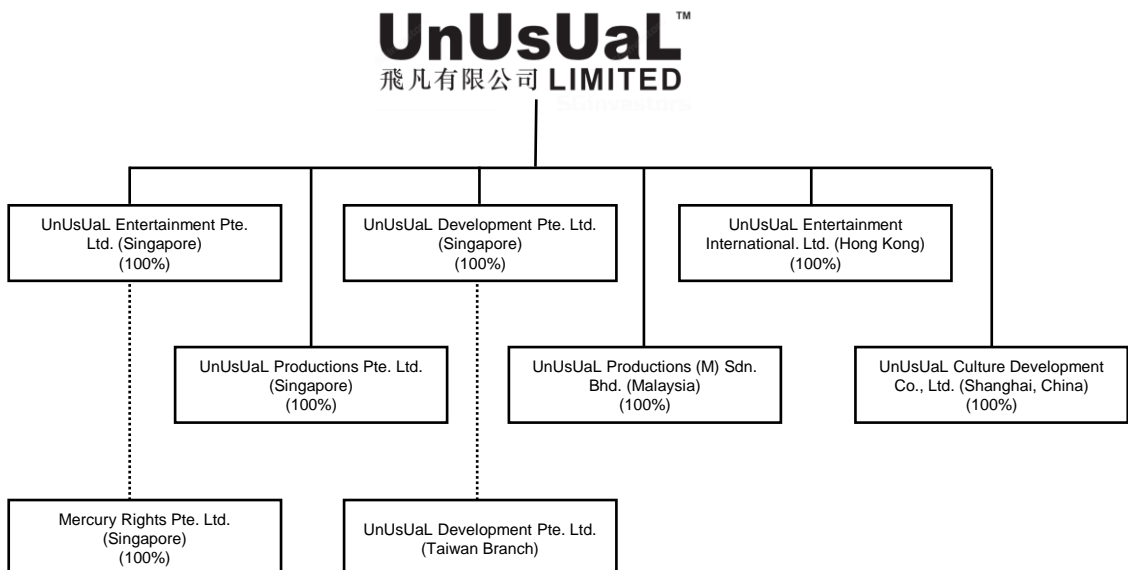 UnUsUaL™
飛凡有限公司 LIMITED
SGinvestors
UnUsUaL Entertainment Pte.
Ltd. (Singapore)
(100%)
UnUsUaL Development Pte. Ltd.
(Singapore)
(100%)
UnUsUaL Entertainment
International. Ltd. (Hong Kong)
(100%)
UnUsUaL Productions Pte. Ltd.
(Singapore)
(100%)
UnUsUaL Productions (M) Sdn.
Bhd. (Malaysia)
(100%)
UnUsUaL Culture Development
Co., Ltd. (Shanghai, China)
(100%)
Mercury Rights Pte. Ltd.
(Singapore)
(100%)
UnUsUaL Development Pte. Ltd.
(Taiwan Branch)